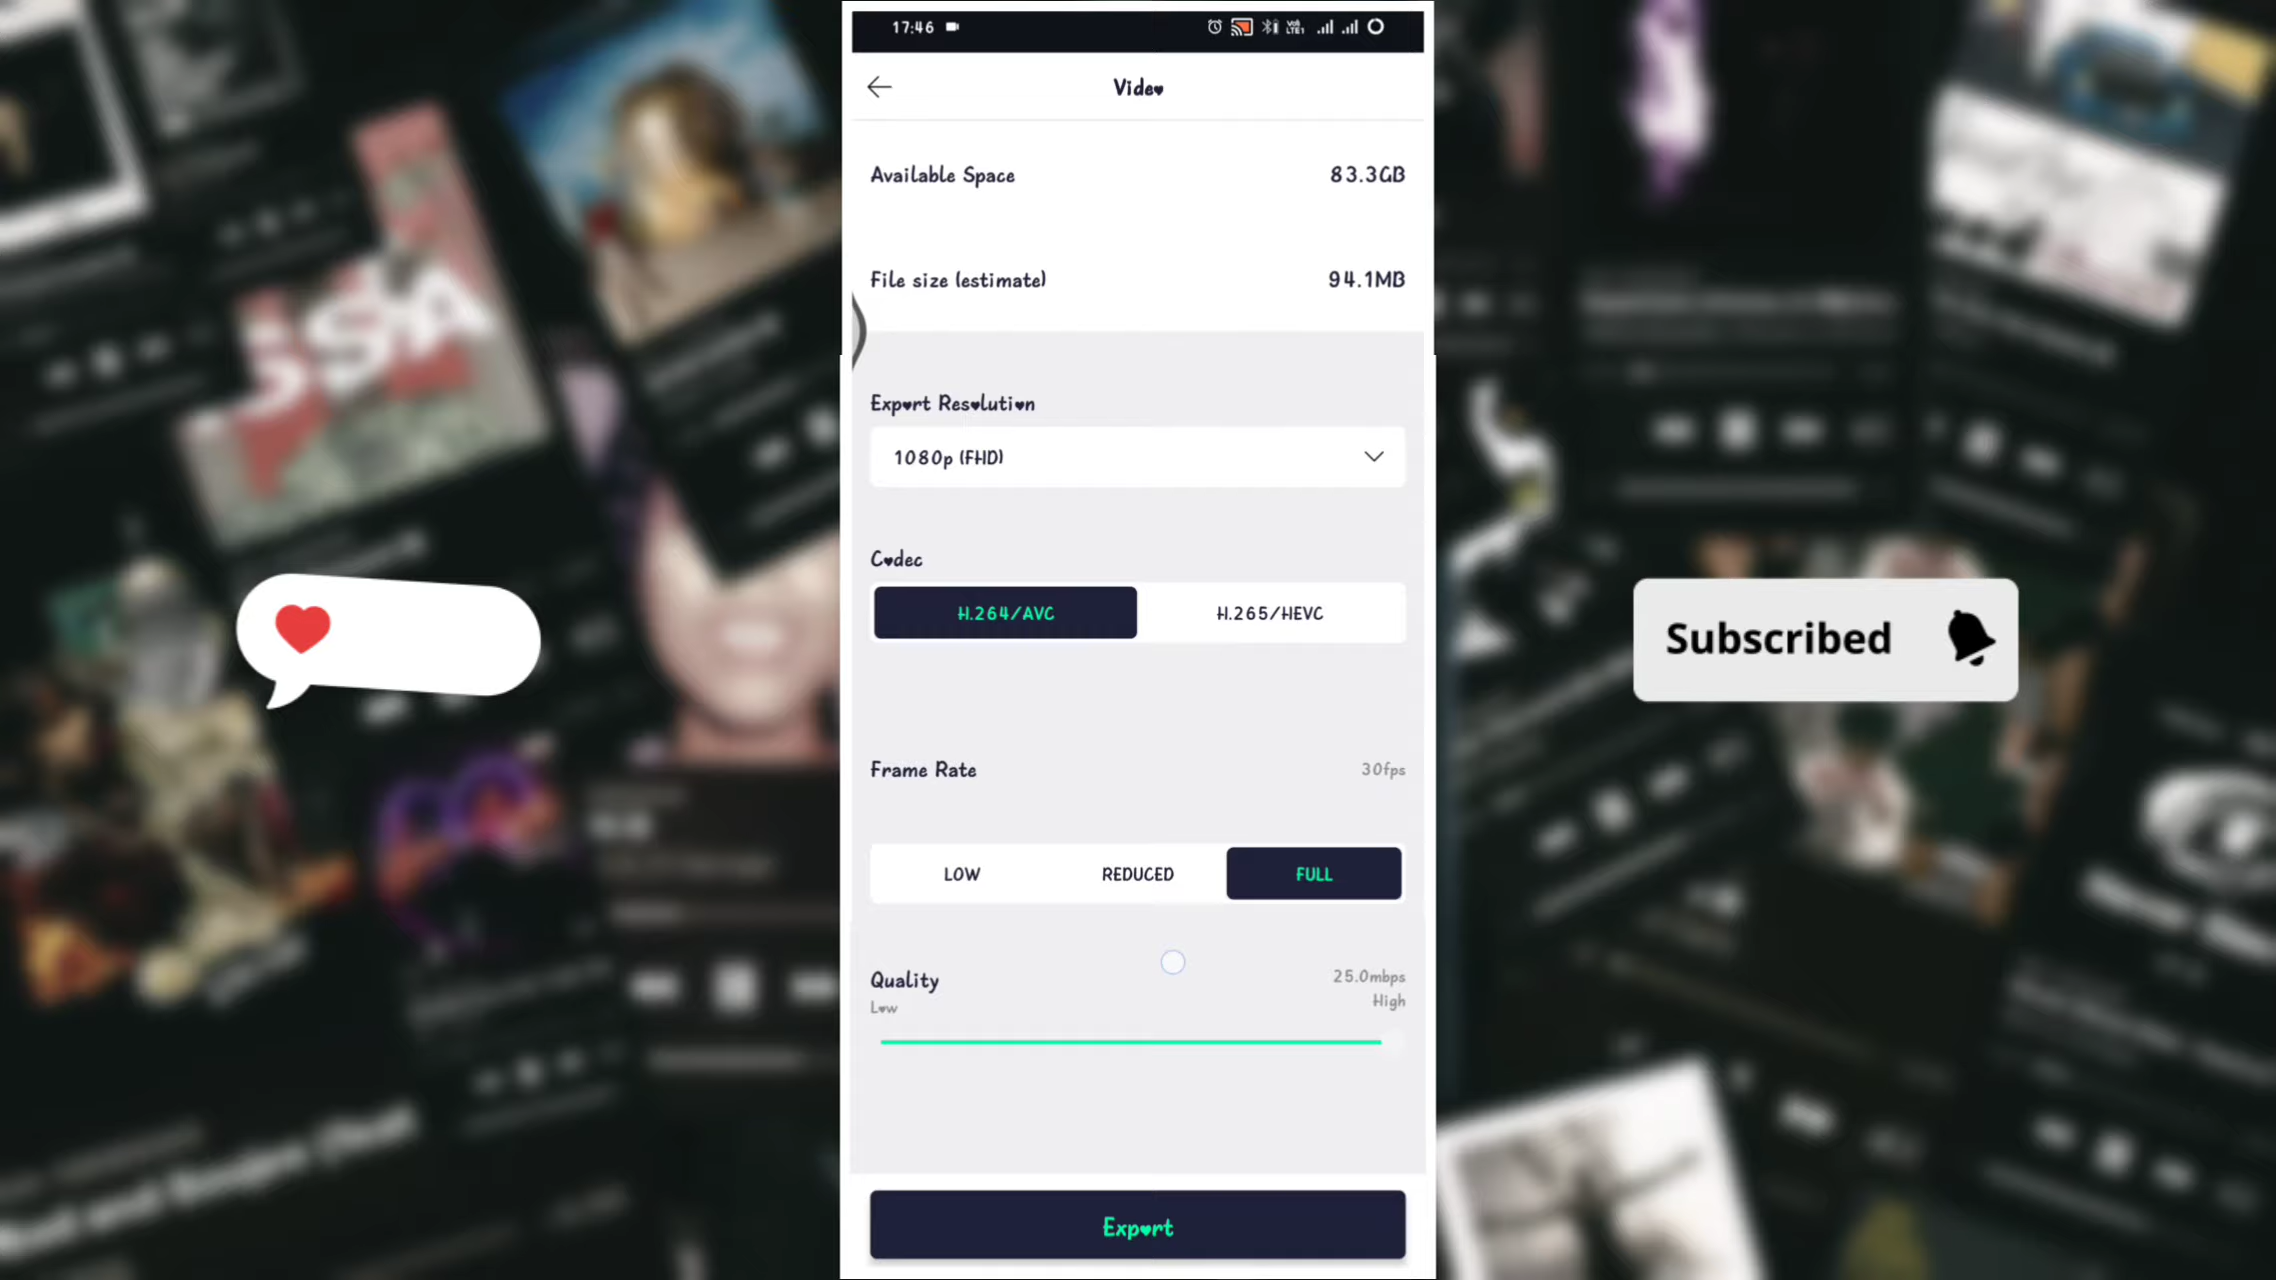 17:46
Video
Available Space 83.3GB
File size (estimate) 94.1MB
Export Resolution
1080p (FHD)
Codec
H.264/AVC H.265/HEVC
Frame Rate 30fps
LOW REDUCED FULL
Quality 25.0mbps
Low High
Export
Subscribed